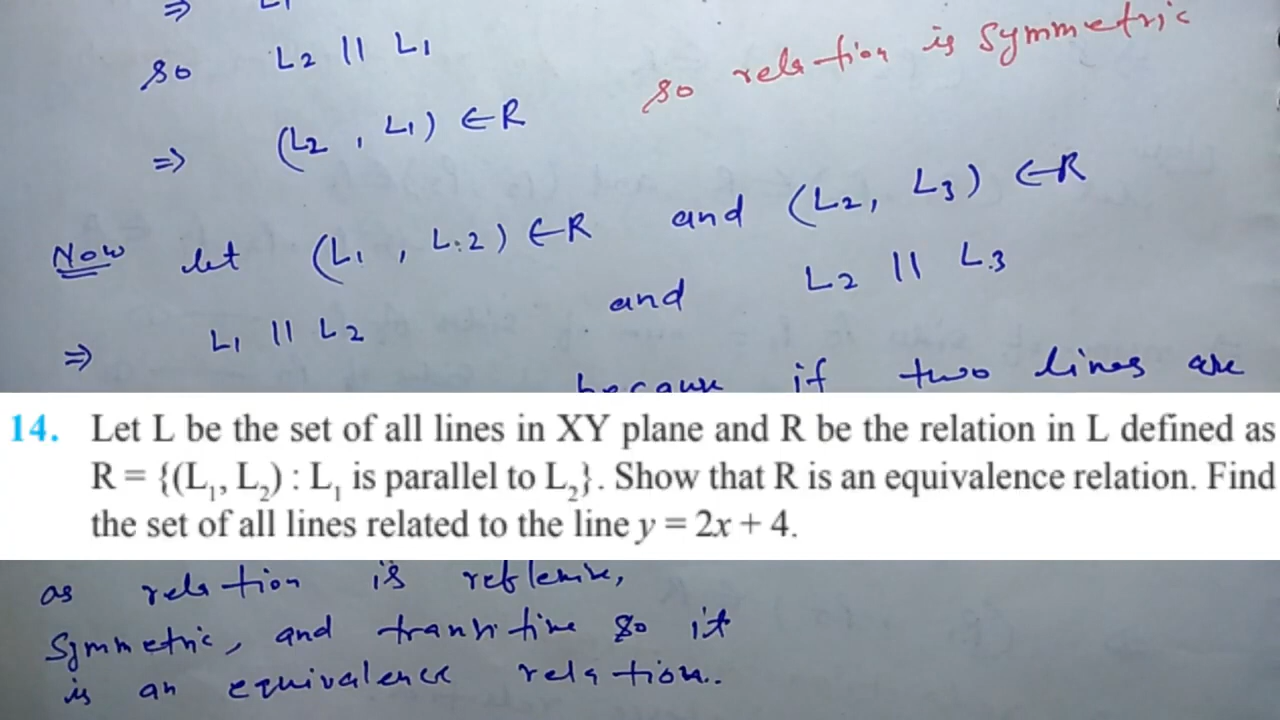 ⇒ L1
so L2 || L1
so relation is symmetric
⇒ (L2 , L1) ∈ R
Now let (L1 , L2) ∈ R and (L2, L3) ∈ R
⇒ L1 || L2 and L2 || L3
because if two lines are
14. Let L be the set of all lines in XY plane and R be the relation in L defined as
R = {(L₁, L₂) : L₁ is parallel to L₂}. Show that R is an equivalence relation. Find
the set of all lines related to the line y = 2x + 4.
as relation is reflexive,
Symmetric, and transitive so it
is an equivalence relation..